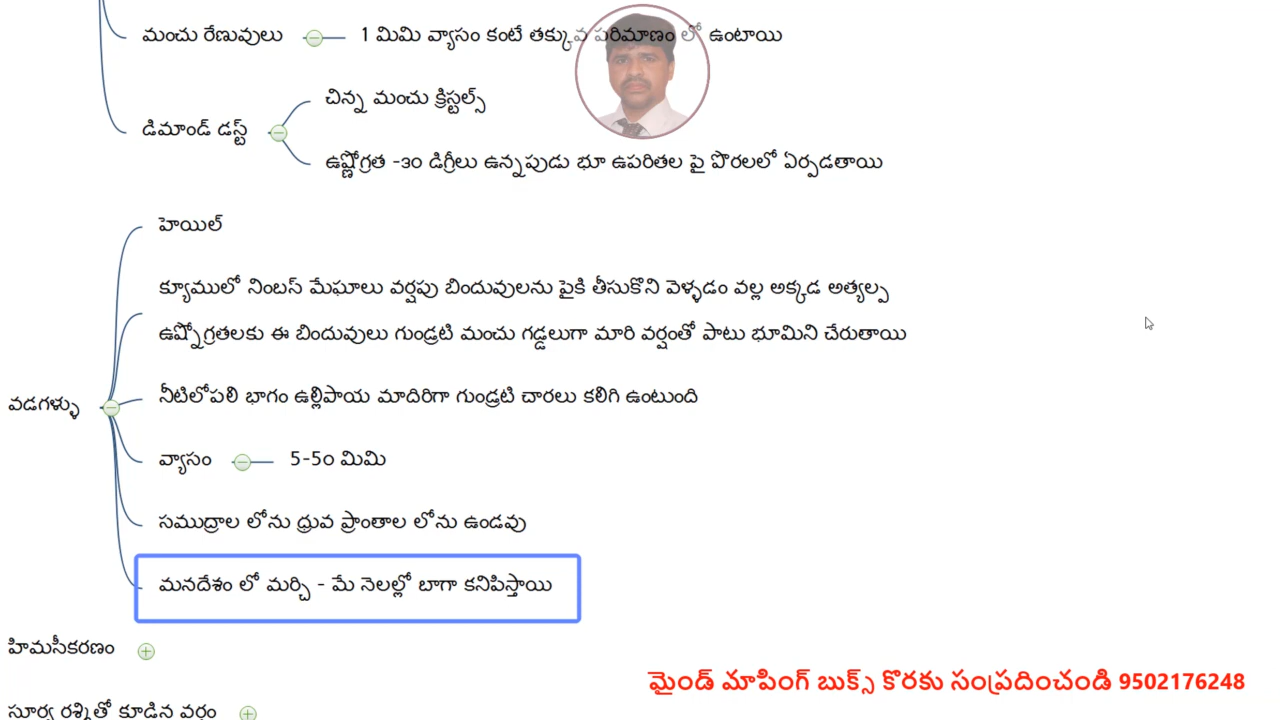 మంచు రేణువులు 1 మిమి వ్యాసం కంటే తక్కువ పరిమాణం లో ఉంటాయి
చిన్న మంచు క్రిస్టల్స్
డిమాండ్ డస్ట్
ఉష్ణోగ్రత -30 డిగ్రీలు ఉన్నపుడు భూ ఉపరితల పై పొరలలో ఏర్పడతాయి
హెయిల్
క్యూములో నింబస్ మేఘాలు వర్షపు బిందువులను పైకి తీసుకొని వెళ్ళడం వల్ల అక్కడ అత్యల్ప
ఉష్నోగ్రతలకు ఈ బిందువులు గుండ్రటి మంచు గడ్డలుగా మారి వర్షంతో పాటు భూమిని చేరుతాయి
నీటిలోపలి భాగం ఉల్లిపాయ మాదిరిగా గుండ్రటి చారలు కలిగి ఉంటుంది
వడగళ్ళు
వ్యాసం 5-50 మిమి
సముద్రాల లోను ధ్రువ ప్రాంతాల లోను ఉండవు
మనదేశం లో మర్చి - మే నెలల్లో బాగా కనిపిస్తాయి
హిమసీకరణం
మైండ్ మాపింగ్ బుక్స్ కొరకు సంప్రదించండి 9502176248
సూర్య రశ్మితో కూడిన వర్షం